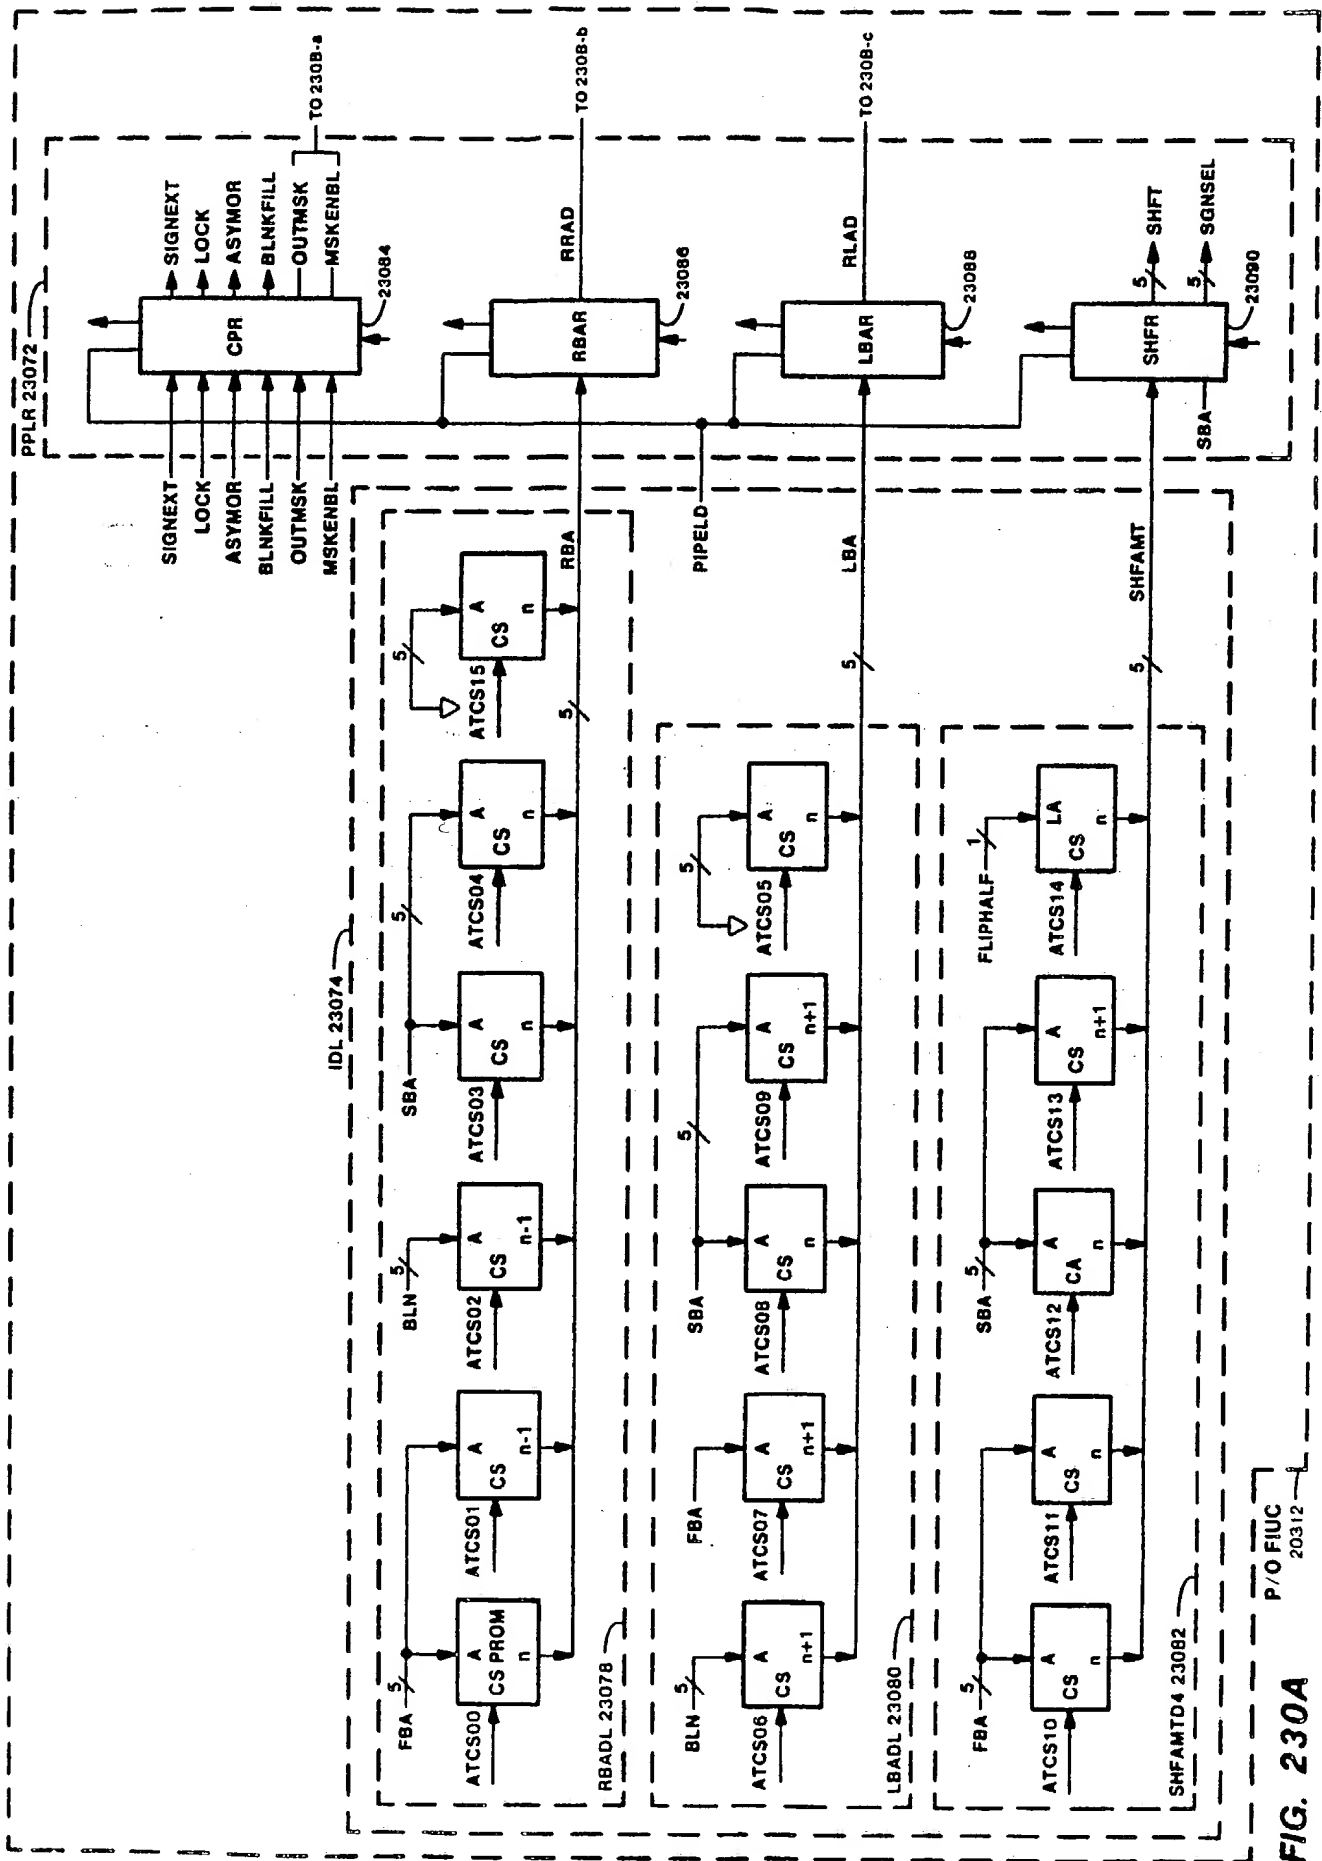 PPLR 23072
SIGNEXT
LOCK
ASYMOR
BLNKFILL
OUTMSK
MSKENBL
CPR
23084
SIGNEXT
LOCK
ASYMOR
BLNKFILL
OUTMSK
MSKENBL
TO 230B-a
RBAR
23086
RRAD
TO 230B-b
LBAR
23088
RLAD
TO 230B-c
SHFR
23090
SBA
5
SHFT
5
SGNSEL
PIPELD
IDL 23074
RBADL 23078
FBA
5
ATCS00
A
CS PROM
n
ATCS01
A
CS
n-1
BLN
5
ATCS02
A
CS
n-1
SBA
ATCS03
A
CS
n
5
ATCS04
A
CS
n
5
ATCS15
A
CS
n
5
RBA
LBADL 23080
BLN
5
ATCS06
A
CS
n+1
FBA
ATCS07
A
CS
n+1
SBA
ATCS08
A
CS
n
5
ATCS09
A
CS
n+1
5
ATCS05
A
CS
n
5
LBA
SHFAMTD4 23082
FBA
5
ATCS10
A
CS
n
ATCS11
A
CS
n
SBA
5
ATCS12
A
CA
n
ATCS13
A
CS
n+1
FLIPHALF
1
ATCS14
LA
CS
n
5
SHFAMT
P/O FIUC
20312
FIG. 230A